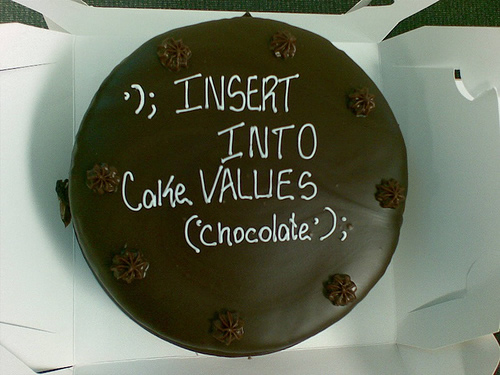 '); INSERT
INTO
Cake VALUES
('chocolate');